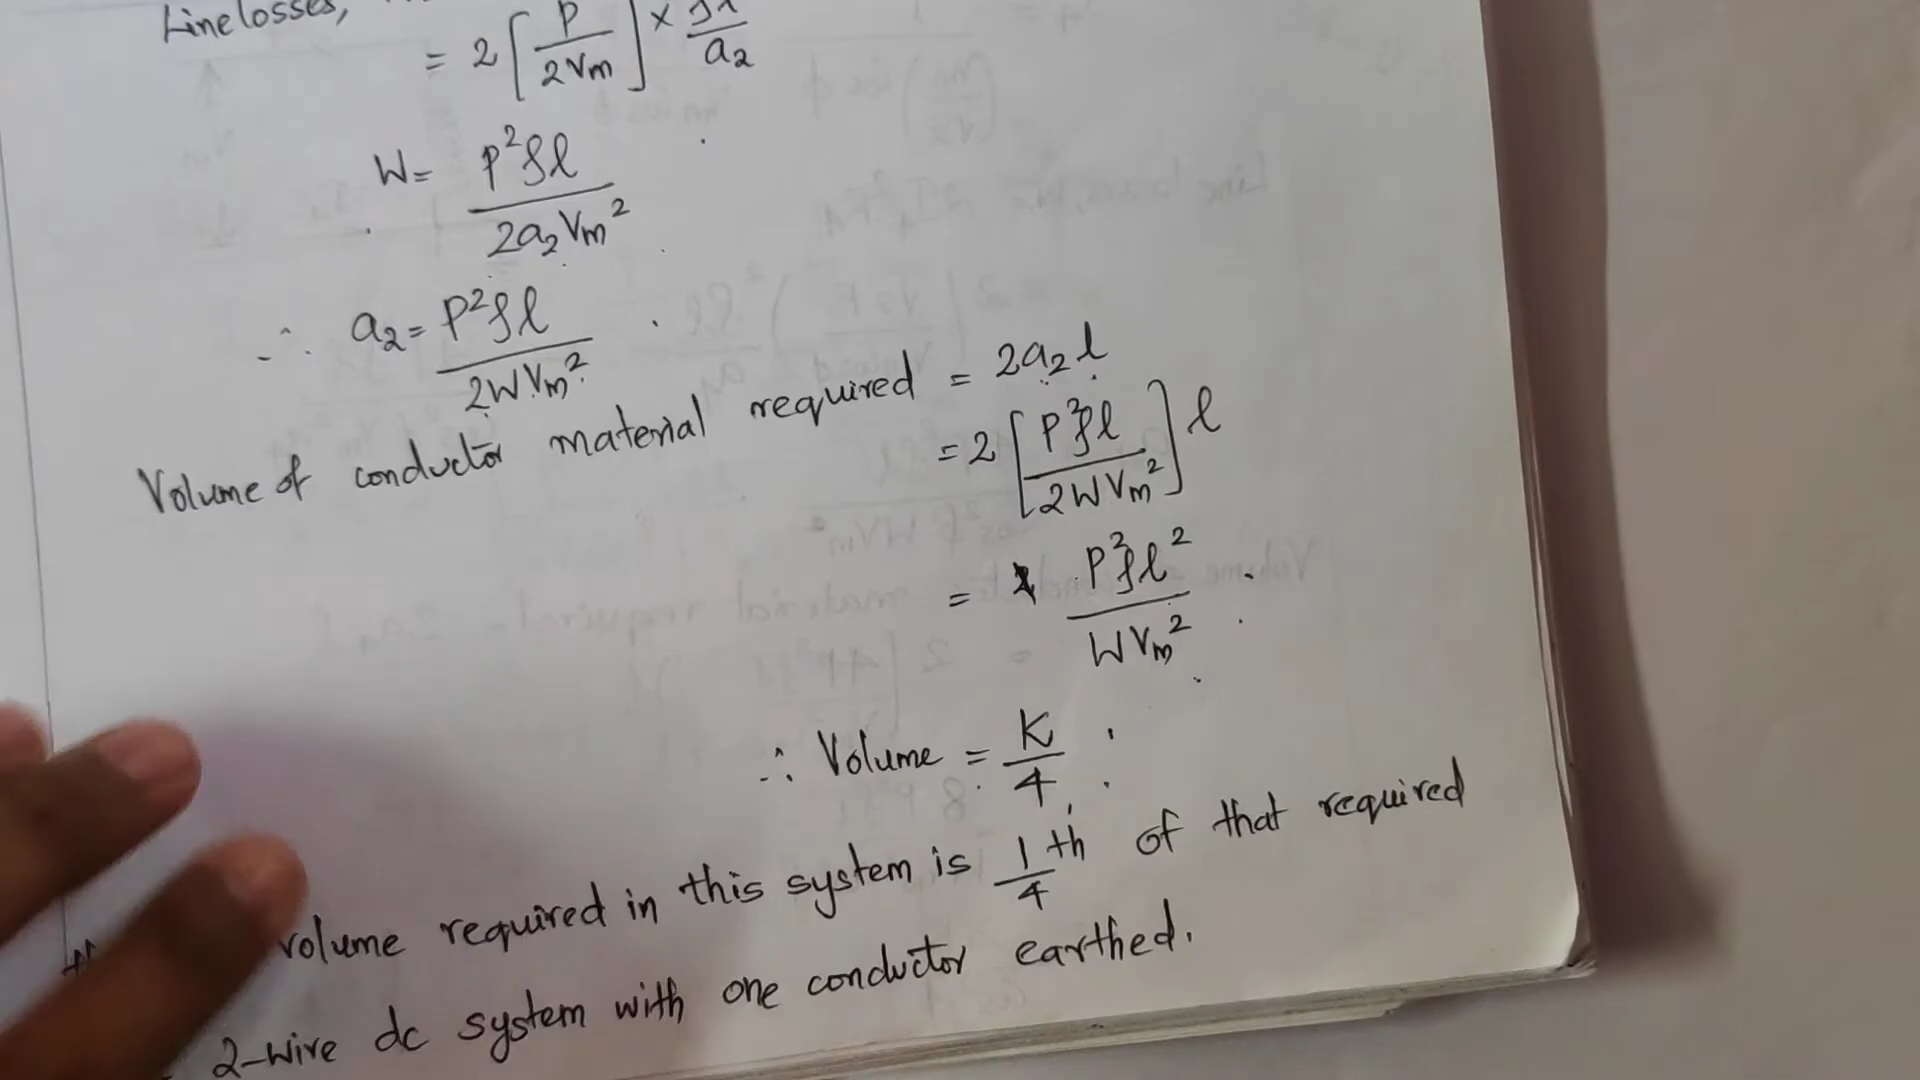 Line losses,
= 2 [P / 2Vm] × ρl / a₂
W = P²ρl / 2a₂Vm²
∴ a₂ = P²ρl / 2WVm²
Volume of conductor material required = 2a₂l
= 2 [P²ρl / 2WVm²] l
= P²ρl² / WVm²
∴ Volume = K / 4
volume required in this system is 1/4 th of that required
2-wire dc system with one conductor earthed.